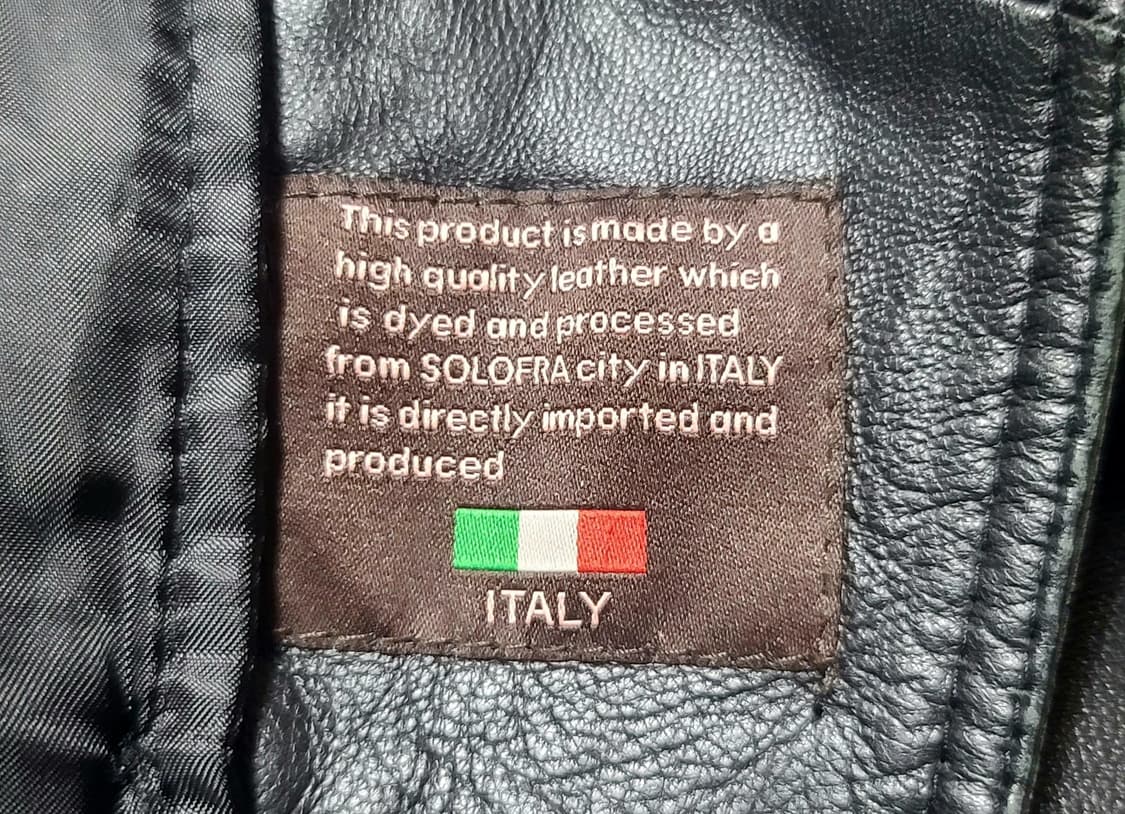 This product is made by a
high quality leather which
is dyed and processed
from SOLOFRA city in ITALY
it is directly imported and
produced
ITALY